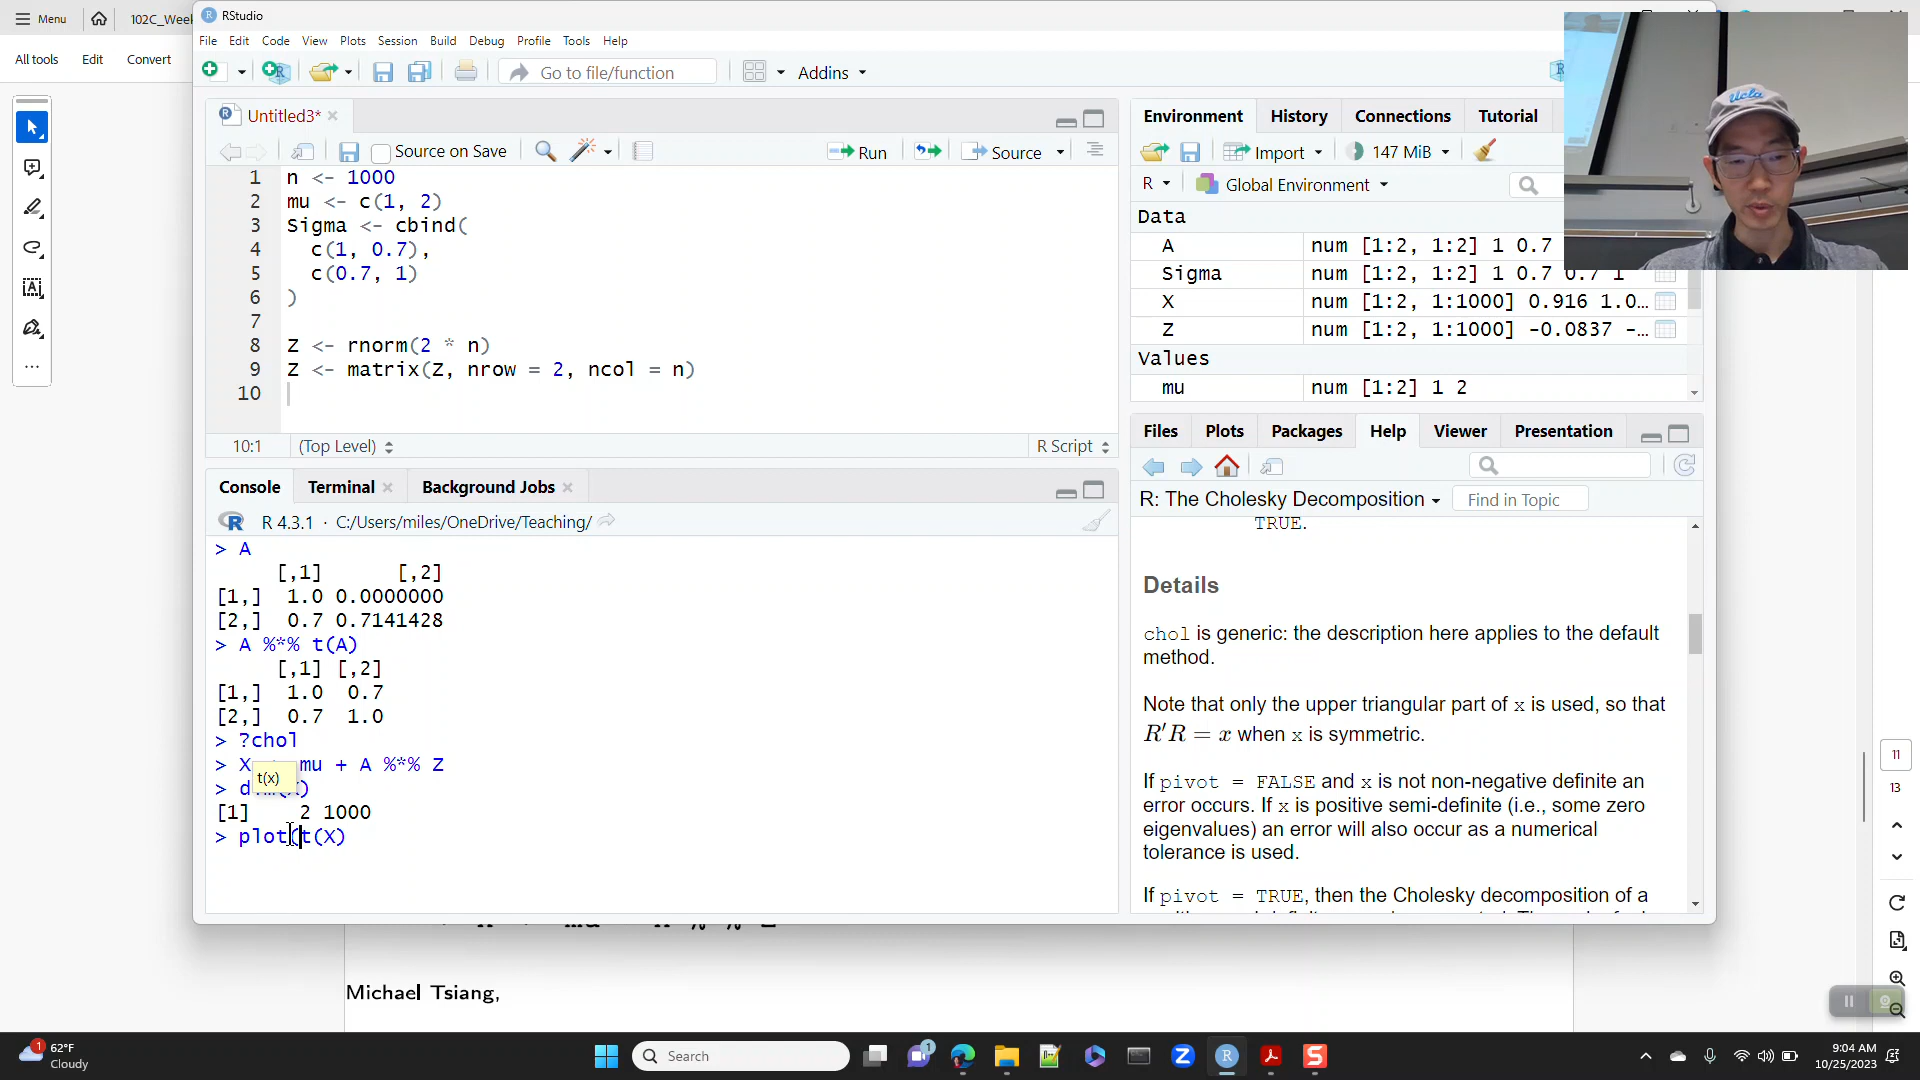 Menu
102C_Week
RStudio
File Edit Code View Plots Session Build Debug Profile Tools Help
All tools Edit Convert
Go to file/function
Addins
Untitled3*
Source on Save
Run
Source
1 n <- 1000
2 mu <- c(1, 2)
3 Sigma <- cbind(
4 c(1, 0.7),
5 c(0.7, 1)
6 )
7
8 Z <- rnorm(2 * n)
9 Z <- matrix(Z, nrow = 2, ncol = n)
10
10:1 (Top Level) R Script
Console Terminal Background Jobs
R 4.3.1 · C:/Users/miles/OneDrive/Teaching/
> A
[,1] [,2]
[1,] 1.0 0.0000000
[2,] 0.7 0.7141428
> A %*% t(A)
[,1] [,2]
[1,] 1.0 0.7
[2,] 0.7 1.0
> ?chol
> X mu + A %*% Z
t(x)
[1] 2 1000
> plot(t(X)
Environment History Connections Tutorial
Import 147 MiB
R Global Environment
Data
A num [1:2, 1:2] 1 0.7
Sigma num [1:2, 1:2] 1 0.7 0.7 1
X num [1:2, 1:1000] 0.916 1.0…
Z num [1:2, 1:1000] -0.0837 -…
Values
mu num [1:2] 1 2
Files Plots Packages Help Viewer Presentation
R: The Cholesky Decomposition
Find in Topic
TRUE.
Details
chol is generic: the description here applies to the default
method.
Note that only the upper triangular part of x is used, so that
R′R = x when x is symmetric.
If pivot = FALSE and x is not non-negative definite an
error occurs. If x is positive semi-definite (i.e., some zero
eigenvalues) an error will also occur as a numerical
tolerance is used.
If pivot = TRUE, then the Cholesky decomposition of a
Ucla
11
13
Michael Tsiang,
1
62°F
Cloudy
Search
1
9:04 AM
10/25/2023